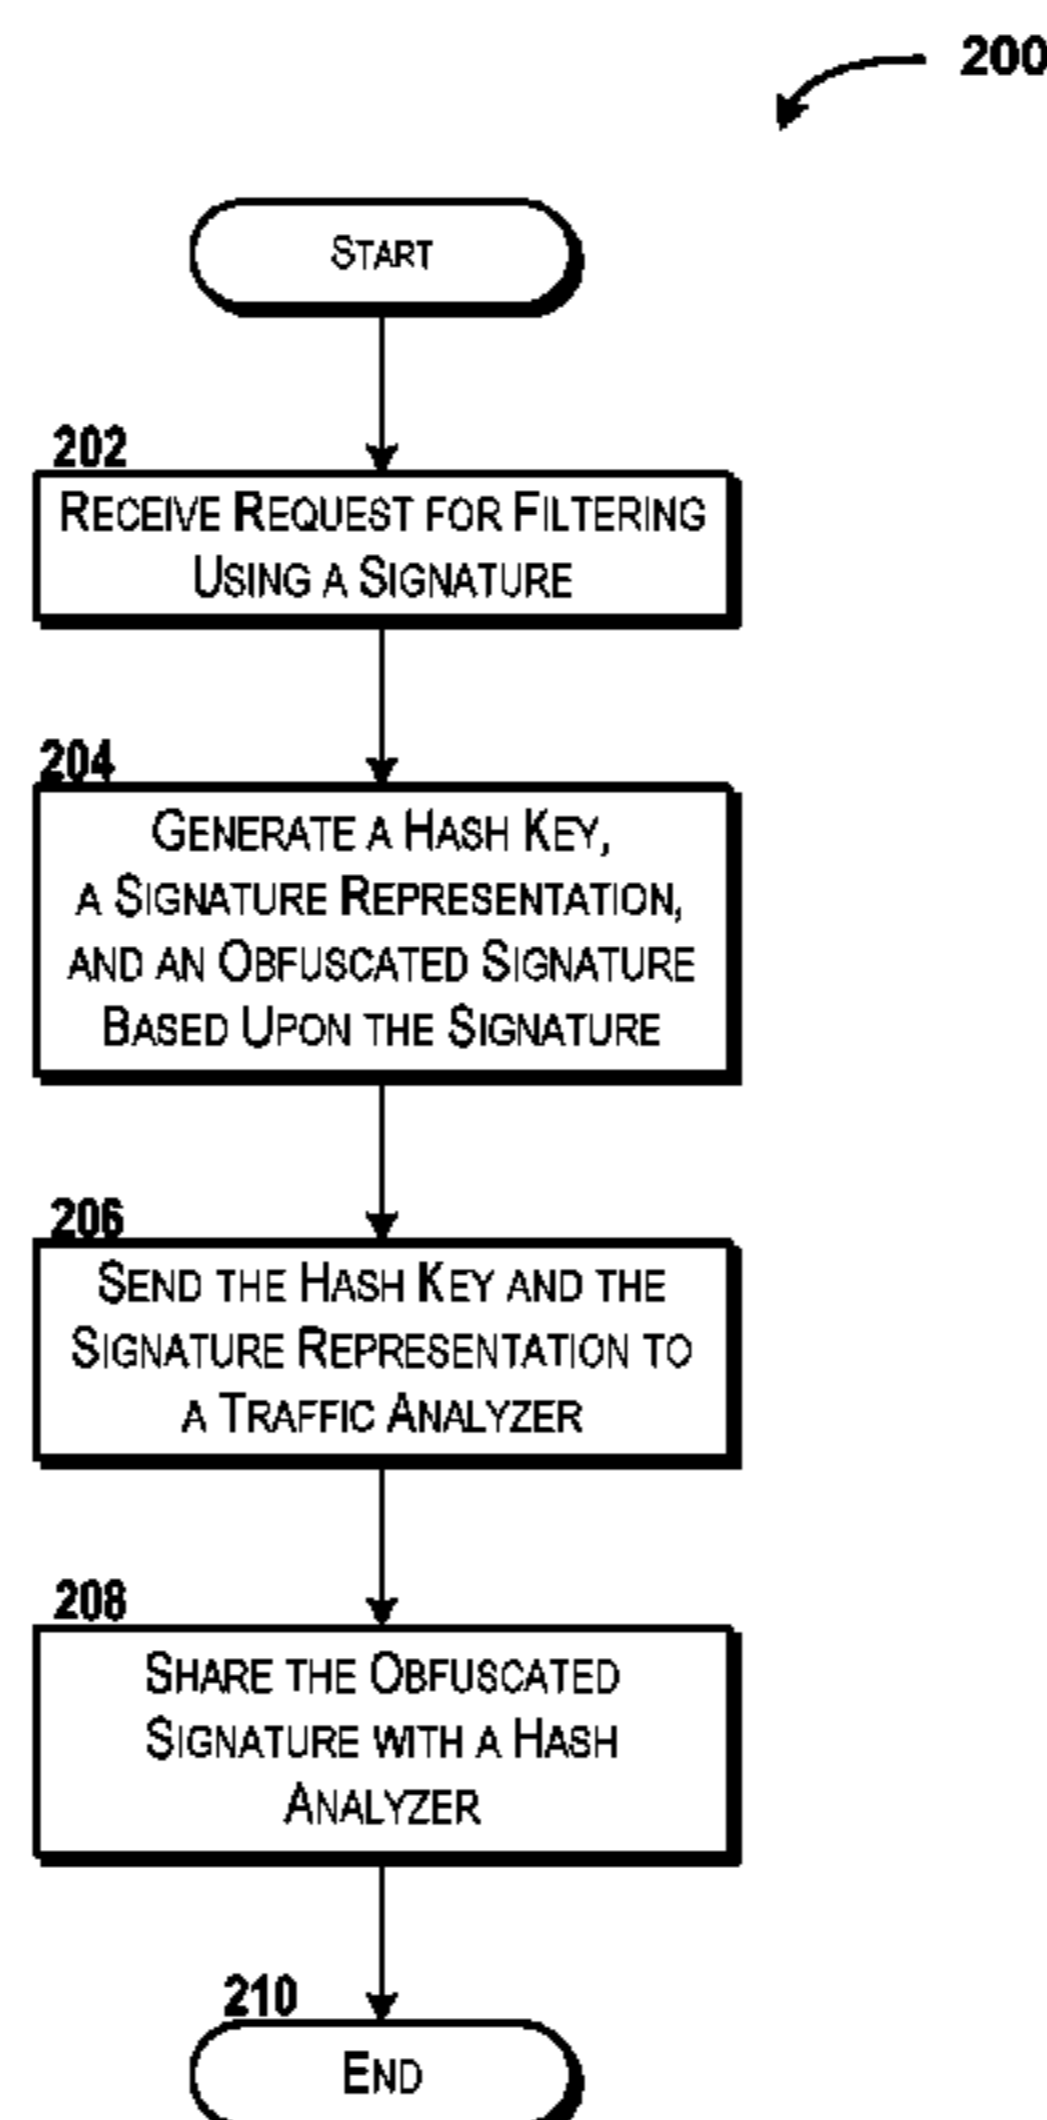 200
START
202
RECEIVE REQUEST FOR FILTERING
USING A SIGNATURE
204
GENERATE A HASH KEY,
A SIGNATURE REPRESENTATION,
AND AN OBFUSCATED SIGNATURE
BASED UPON THE SIGNATURE
206
SEND THE HASH KEY AND THE
SIGNATURE REPRESENTATION TO
A TRAFFIC ANALYZER
208
SHARE THE OBFUSCATED
SIGNATURE WITH A HASH
ANALYZER
210
END